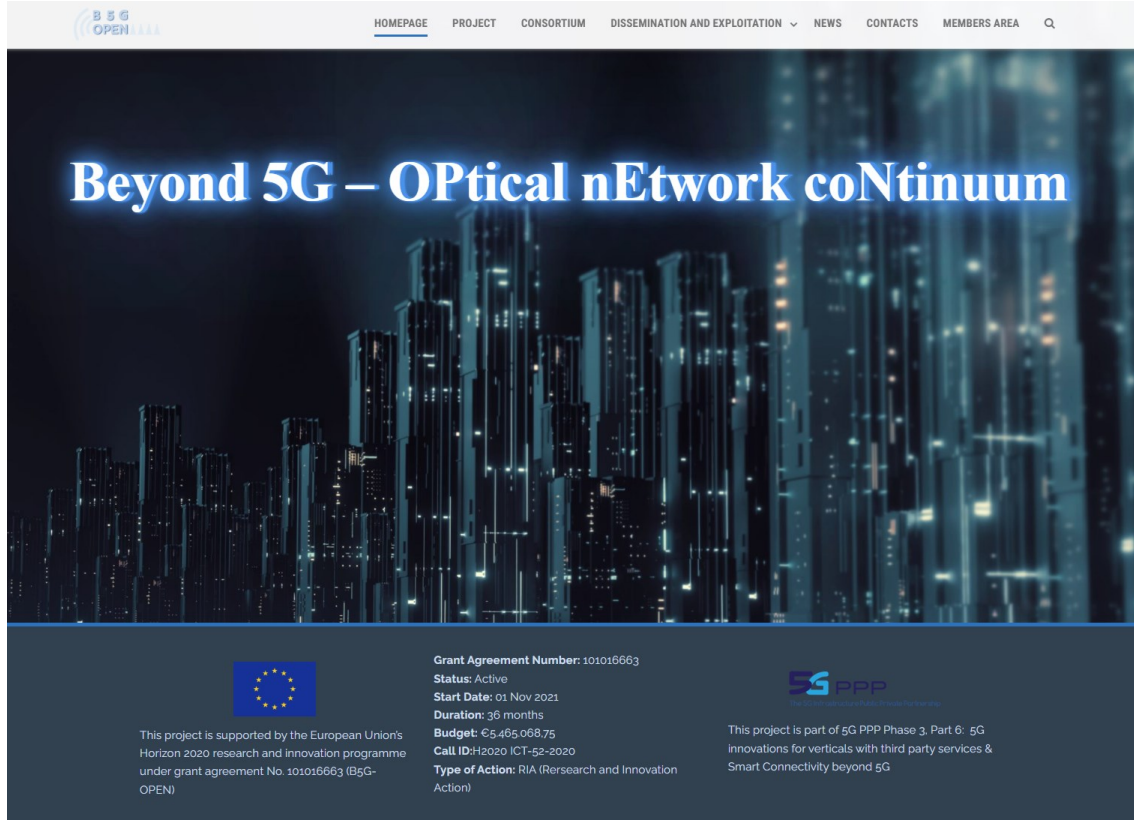 B 5 G
OPEN
HOMEPAGE PROJECT CONSORTIUM DISSEMINATION AND EXPLOITATION NEWS CONTACTS MEMBERS AREA
Beyond 5G – OPtical nEtwork coNtinuum
This project is supported by the European Union's
Horizon 2020 research and innovation programme
under grant agreement No. 101016663 (B5G-
OPEN)
Grant Agreement Number: 101016663
Status: Active
Start Date: 01 Nov 2021
Duration: 36 months
Budget: €5.465.068,75
Call ID:H2020 ICT-52-2020
Type of Action: RIA (Rersearch and Innovation
Action)
5G PPP
This project is part of 5G PPP Phase 3, Part 6: 5G
innovations for verticals with third party services &
Smart Connectivity beyond 5G